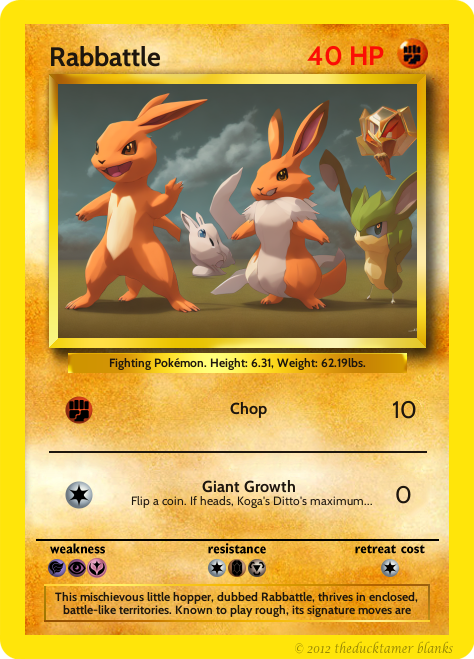 Rabbattle 40 HP
Fighting Pokémon. Height: 6.31, Weight: 62.19lbs.
Chop 10
Giant Growth 0
Flip a coin. If heads, Koga's Ditto's maximum...
weakness resistance retreat cost
This mischievous little hopper, dubbed Rabbattle, thrives in enclosed,
battle-like territories. Known to play rough, its signature moves are
© 2012 theducktamer blanks